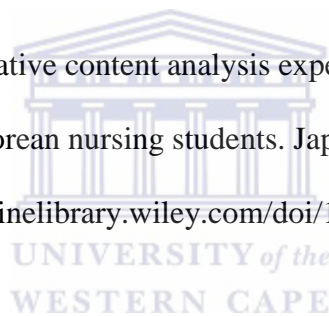 ative content analysis expe
orean nursing students. Jap
inelibrary.wiley.com/doi/1
UNIVERSITY of the
WESTERN CAPE